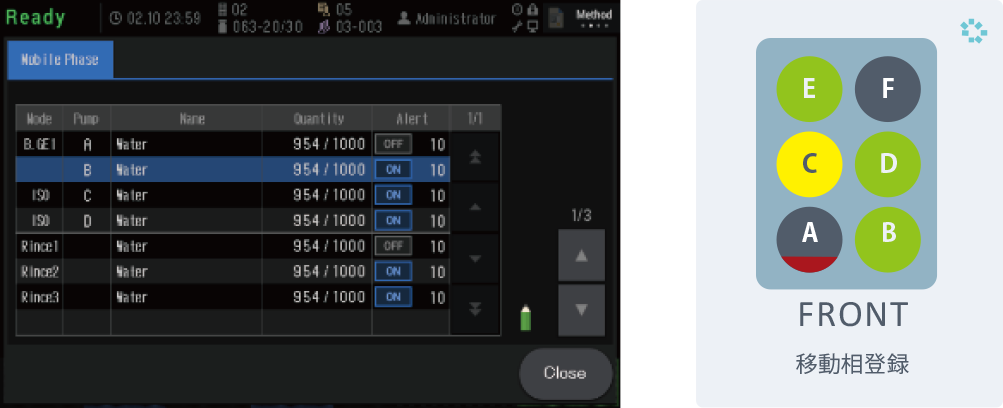 Ready 02.10 23:59 02 063-20/30 05 03-003 Administrator Method
Mobile Phase
Mode Pump Name Quantity Alert 1/1
B.GE1 A Water 954 / 1000 OFF 10
B Water 954 / 1000 ON 10
ISO C Water 954 / 1000 ON 10
ISO D Water 954 / 1000 ON 10
Rince1 Water 954 / 1000 OFF 10
Rince2 Water 954 / 1000 ON 10
Rince3 Water 954 / 1000 ON 10
1/3
Close
E F
C D
A B
FRONT
移動相登録